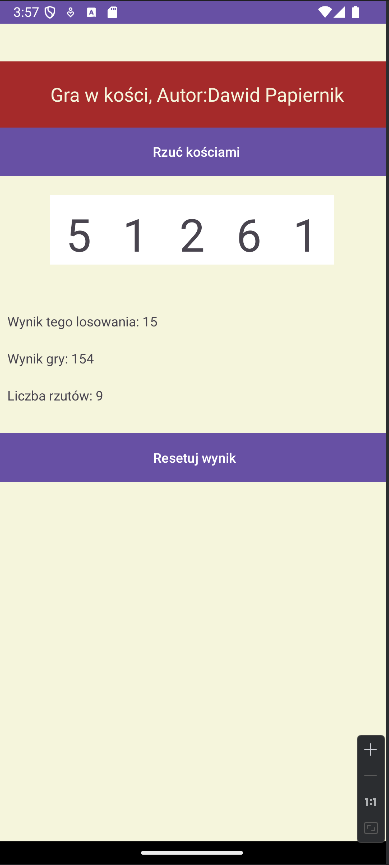 3:57
Gra w kości, Autor:Dawid Papiernik
Rzuć kościami
5 1 2 6 1
Wynik tego losowania: 15
Wynik gry: 154
Liczba rzutów: 9
Resetuj wynik
1:1